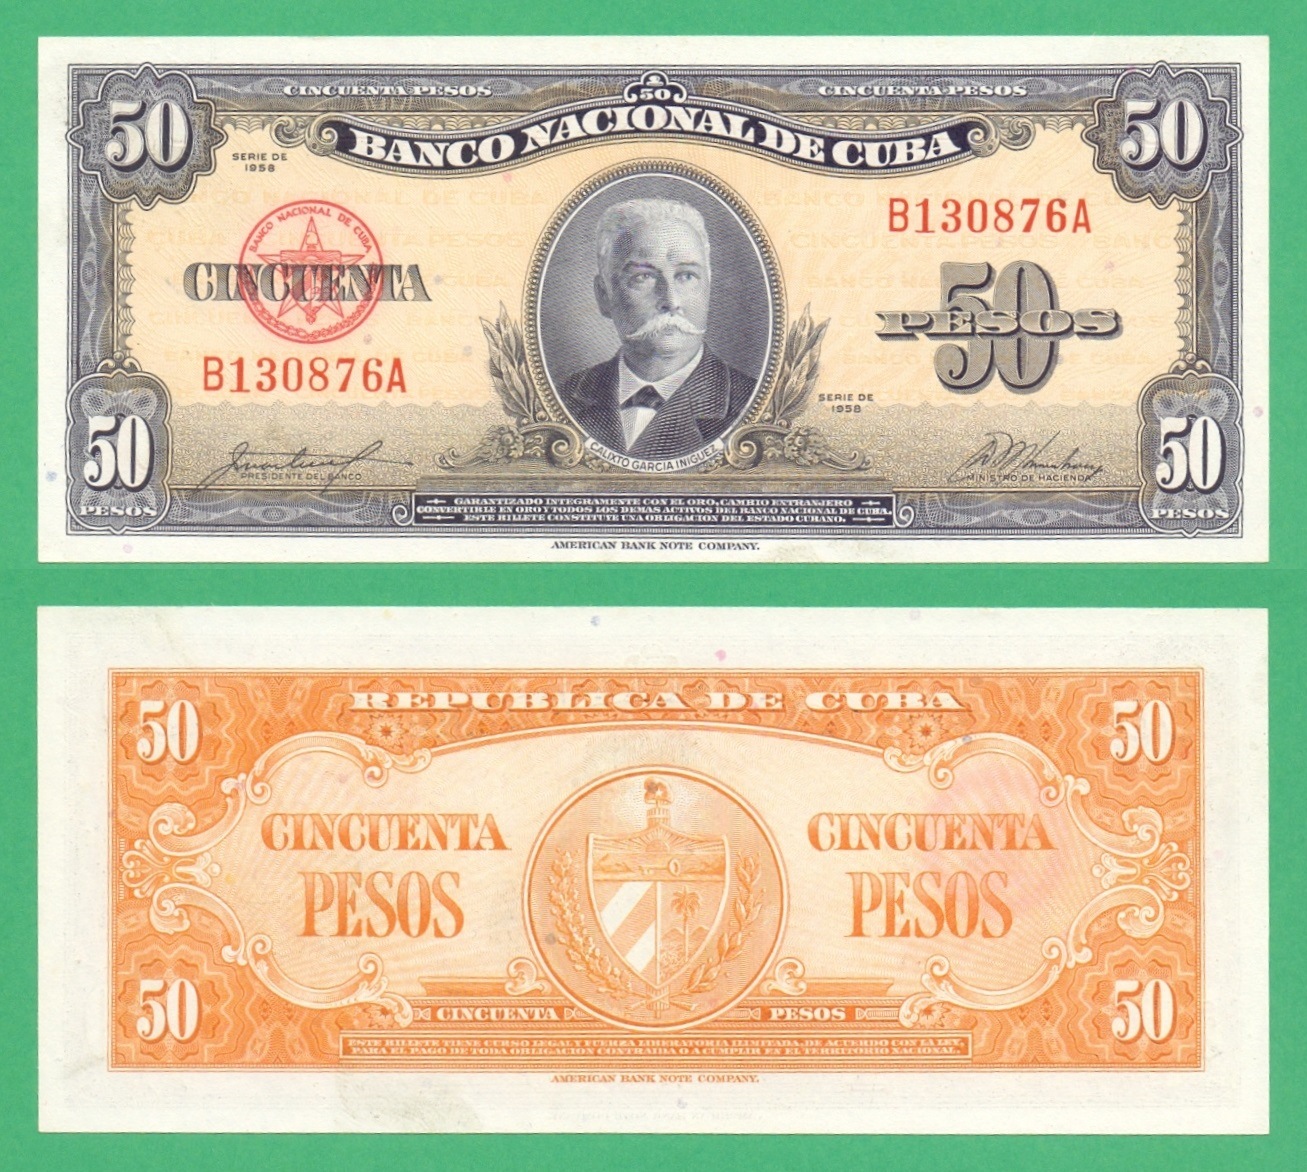 CINCUENTA PESOS
50
CINCUENTA PESOS
50
50
BANCO NACIONAL DE CUBA
SERIE DE
1958
B130876A
BANCO NACIONAL DE CUBA
CINCUENTA
50
PESOS
B130876A
SERIE DE
1958
CALIXTO GARCIA IÑIGUEZ
50
PESOS
PRESIDENTE DEL BANCO
MINISTRO DE HACIENDA
50
PESOS
GARANTIZADO INTEGRAMENTE CON EL ORO, CAMBIO EXTRANJERO
CONVERTIBLE EN ORO Y TODOS LOS DEMAS ACTIVOS DEL BANCO NACIONAL DE CUBA.
ESTE BILLETE CONSTITUYE UNA OBLIGACION DEL ESTADO CUBANO.
AMERICAN BANK NOTE COMPANY.
REPUBLICA DE CUBA
50
50
CINCUENTA
PESOS
CINCUENTA
PESOS
50
50
CINCUENTA PESOS
ESTE BILLETE TIENE CURSO LEGAL Y FUERZA LIBERATORIA ILIMITADA, DE ACUERDO CON LA LEY,
PARA EL PAGO DE TODA OBLIGACION CONTRAIDA O A CUMPLIR EN EL TERRITORIO NACIONAL.
AMERICAN BANK NOTE COMPANY.